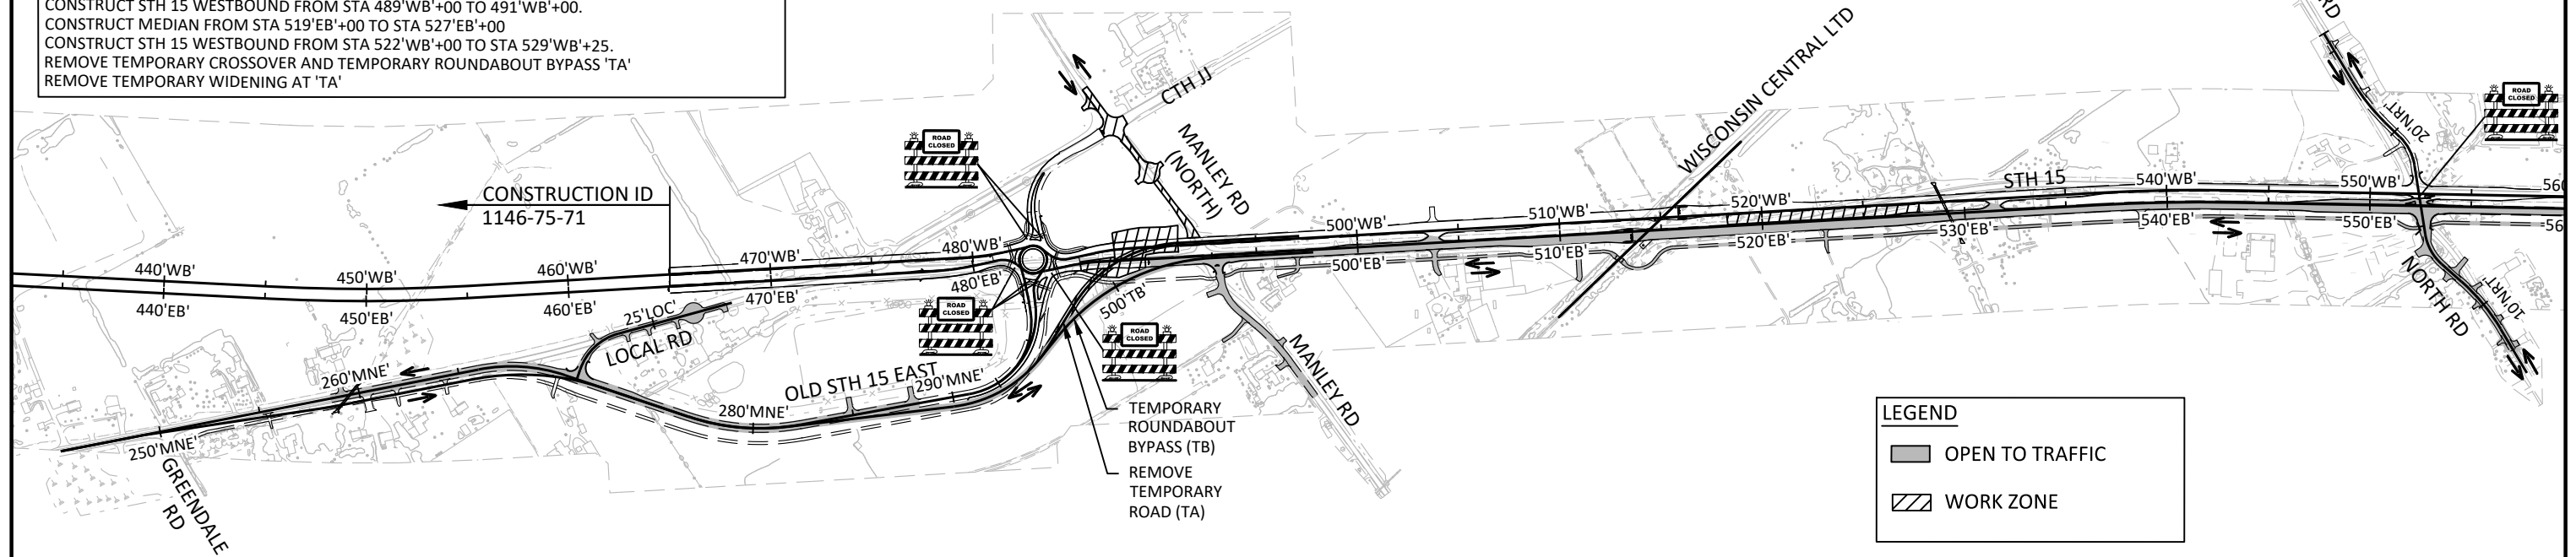 CONSTRUCT STH 15 WESTBOUND FROM STA 489'WB'+00 TO 491'WB'+00.
CONSTRUCT MEDIAN FROM STA 519'EB'+00 TO STA 527'EB'+00
CONSTRUCT STH 15 WESTBOUND FROM STA 522'WB'+00 TO STA 529'WB'+25.
REMOVE TEMPORARY CROSSOVER AND TEMPORARY ROUNDABOUT BYPASS 'TA'
REMOVE TEMPORARY WIDENING AT 'TA'
CONSTRUCTION ID
1146-75-71
440'WB'
450'WB'
460'WB'
470'WB'
480'WB'
500'WB'
510'WB'
520'WB'
540'WB'
550'WB'
560
440'EB'
450'EB'
460'EB'
470'EB'
480'EB'
500'EB'
510'EB'
520'EB'
530'EB'
540'EB'
550'EB'
56
ROAD
CLOSED
ROAD
CLOSED
ROAD
CLOSED
ROAD
CLOSED
CTH JJ
MANLEY RD
(NORTH)
WISCONSIN CENTRAL LTD
STH 15
RD
20'NRT'
10'NRT'
NORTH RD
MANLEY RD
500'TB'
25'LOC'
LOCAL RD
OLD STH 15 EAST
250'MNE'
260'MNE'
280'MNE'
290'MNE'
GREENDALE
RD
TEMPORARY
ROUNDABOUT
BYPASS (TB)
REMOVE
TEMPORARY
ROAD (TA)
LEGEND
OPEN TO TRAFFIC
WORK ZONE